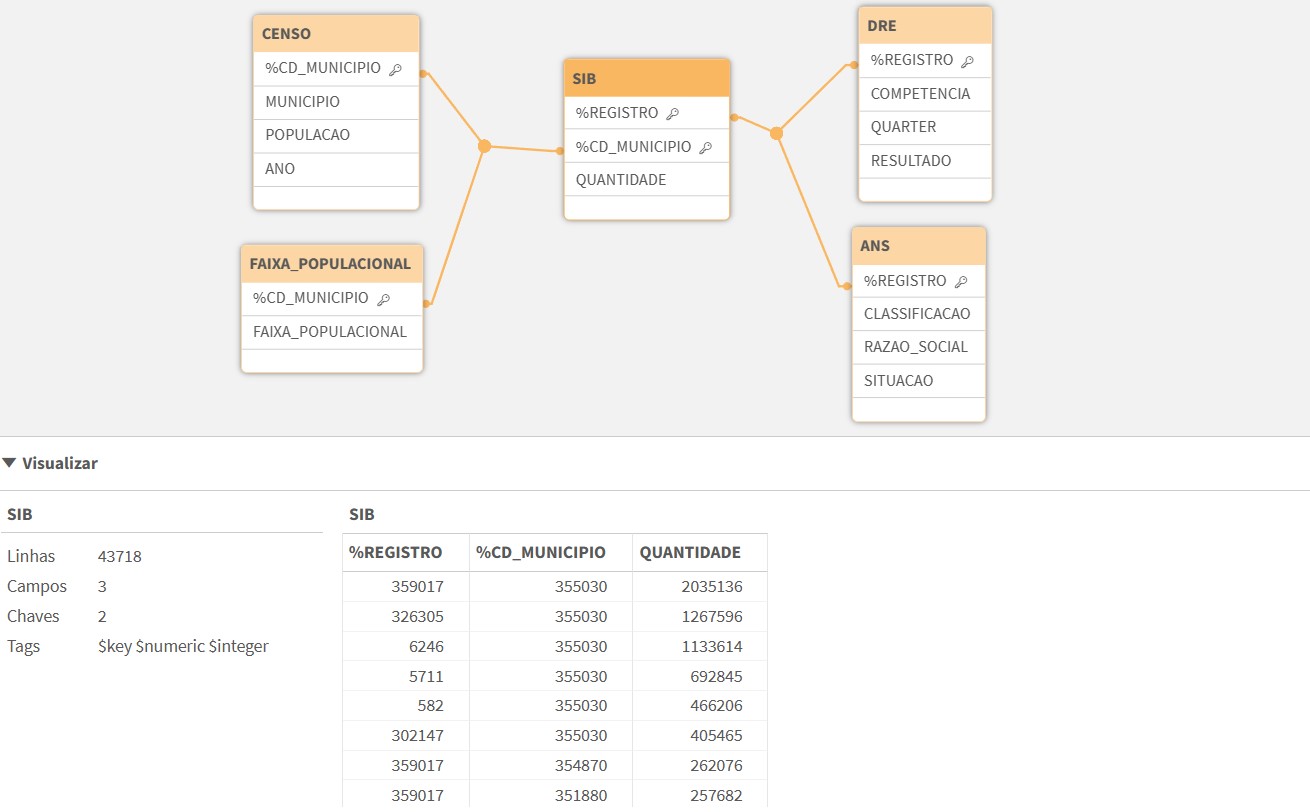 CENSO
%CD_MUNICIPIO
MUNICIPIO
POPULACAO
ANO
FAIXA_POPULACIONAL
%CD_MUNICIPIO
FAIXA_POPULACIONAL
SIB
%REGISTRO
%CD_MUNICIPIO
QUANTIDADE
DRE
%REGISTRO
COMPETENCIA
QUARTER
RESULTADO
ANS
%REGISTRO
CLASSIFICACAO
RAZAO_SOCIAL
SITUACAO
Visualizar
SIB
Linhas 43718
Campos 3
Chaves 2
Tags $key $numeric $integer
SIB
%REGISTRO %CD_MUNICIPIO QUANTIDADE
359017 355030 2035136
326305 355030 1267596
6246 355030 1133614
5711 355030 692845
582 355030 466206
302147 355030 405465
359017 354870 262076
359017 351880 257682